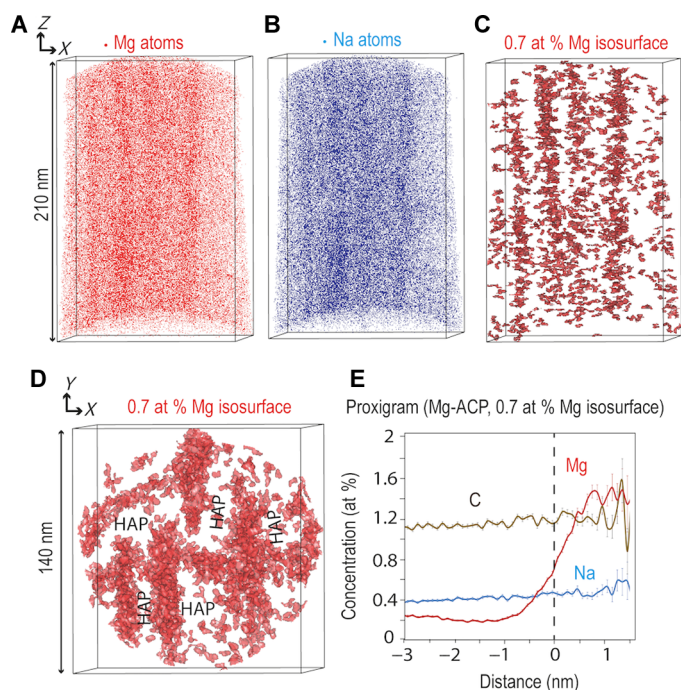 A
Z
X
• Mg atoms
210 nm
B
• Na atoms
C
0.7 at % Mg isosurface
D
Y
X
0.7 at % Mg isosurface
140 nm
HAP
HAP
HAP
HAP
HAP
E
Proxigram (Mg-ACP, 0.7 at % Mg isosurface)
Concentration (at %)
2
1.6
1.2
0.8
0.4
0
C
Mg
Na
−3
−2
−1
0
1
Distance (nm)